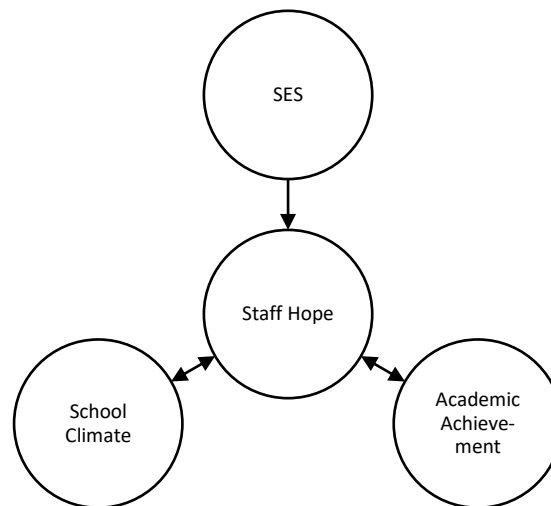 SES
Staff Hope
School
Climate
Academic
Achieve-
ment